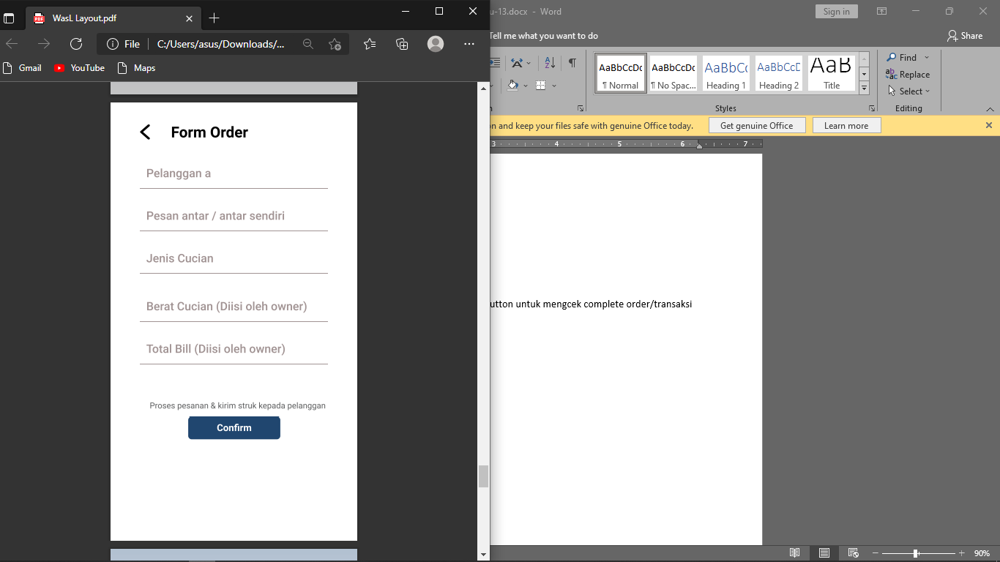 WasL Layout.pdf
File
C:/Users/asus/Downloads/...
Gmail
YouTube
Maps
Form Order
Pelanggan a
Pesan antar / antar sendiri
Jenis Cucian
Berat Cucian (Diisi oleh owner)
Total Bill (Diisi oleh owner)
Proses pesanan & kirim struk kepada pelanggan
Confirm
u-13.docx - Word
Sign in
Tell me what you want to do
Share
AaBbCcDc AaBbCcDc AaBbCc AaBbCcE AaB
¶ Normal ¶ No Spac... Heading 1 Heading 2 Title
Styles
Find
Replace
Select
Editing
on and keep your files safe with genuine Office today.
Get genuine Office
Learn more
3 4 5 6 7
utton untuk mengcek complete order/transaksi
90%